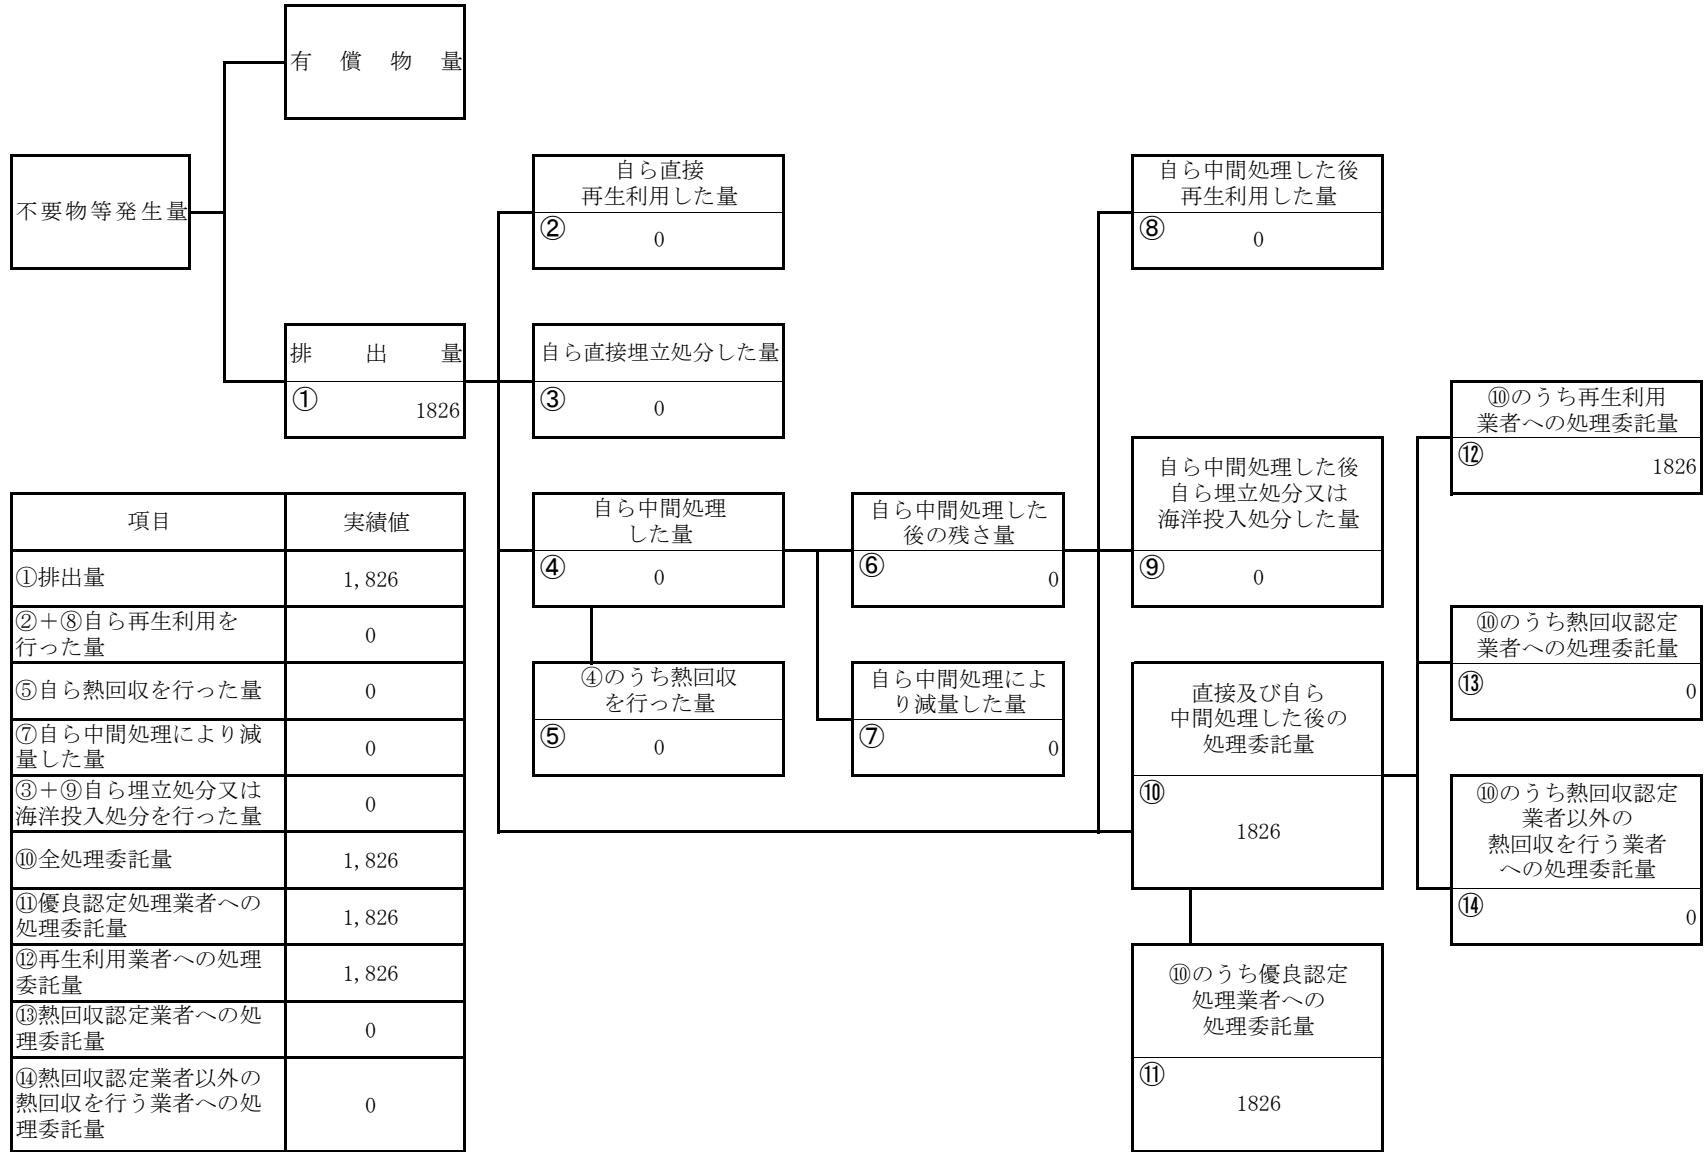 有償物量
不要物等発生量
自ら直接
再生利用した量
②
0
自ら中間処理した後
再生利用した量
⑧
0
排出量
①
1826
自ら直接埋立処分した量
③
0
⑩のうち再生利用
業者への処理委託量
⑫
1826
自ら中間処理した後
自ら埋立処分又は
海洋投入処分した量
⑨
0
自ら中間処理
した量
④
0
自ら中間処理した
後の残さ量
⑥
0
⑩のうち熱回収認定
業者への処理委託量
⑬
0
④のうち熱回収
を行った量
⑤
0
自ら中間処理によ
り減量した量
⑦
0
直接及び自ら
中間処理した後の
処理委託量
⑩
1826
⑩のうち熱回収認定
業者以外の
熱回収を行う業者
への処理委託量
⑭
0
⑩のうち優良認定
処理業者への
処理委託量
⑪
1826
項目 実績値
①排出量 1,826
②＋⑧自ら再生利用を
行った量 0
⑤自ら熱回収を行った量 0
⑦自ら中間処理により減
量した量 0
③＋⑨自ら埋立処分又は
海洋投入処分を行った量 0
⑩全処理委託量 1,826
⑪優良認定処理業者への
処理委託量 1,826
⑫再生利用業者への処理
委託量 1,826
⑬熱回収認定業者への処
理委託量 0
⑭熱回収認定業者以外の
熱回収を行う業者への処
理委託量 0